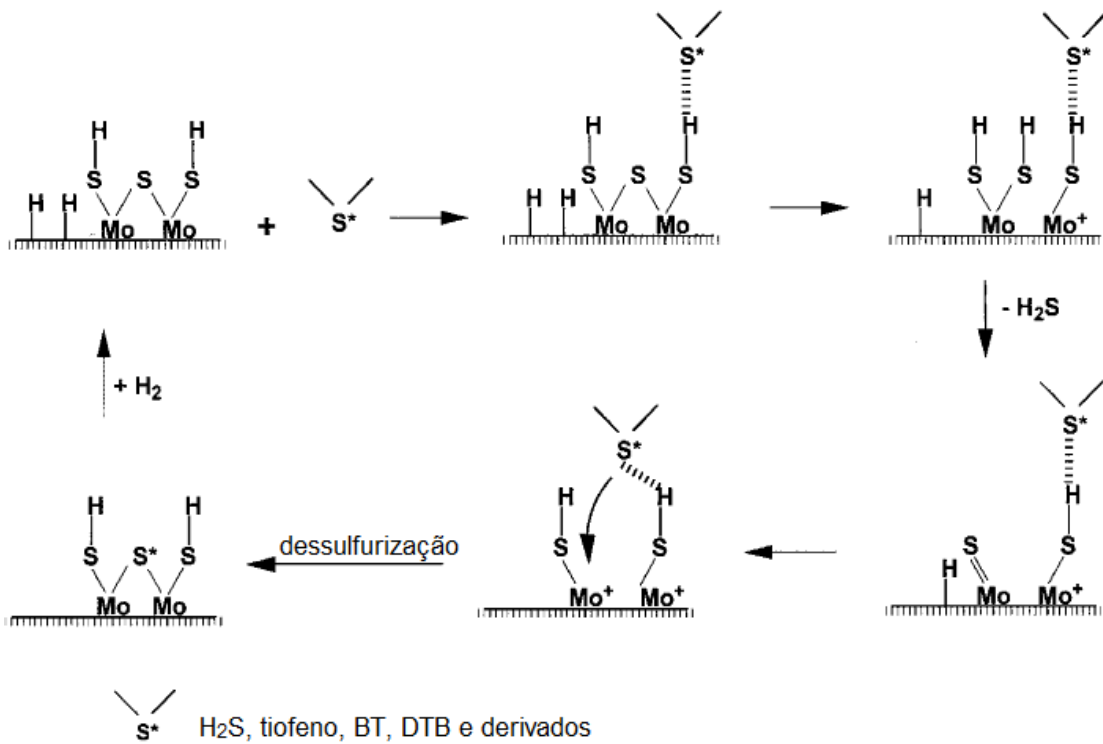 S*
H H H H H H
S*
H H S S S + S* H H S S S H S S S
Mo Mo Mo Mo Mo Mo+
- H2S
+ H2
S* S*
H H H H H
S S* S dessulfurização S S S S
Mo Mo Mo+ Mo+ H Mo Mo+
S* H2S, tiofeno, BT, DTB e derivados